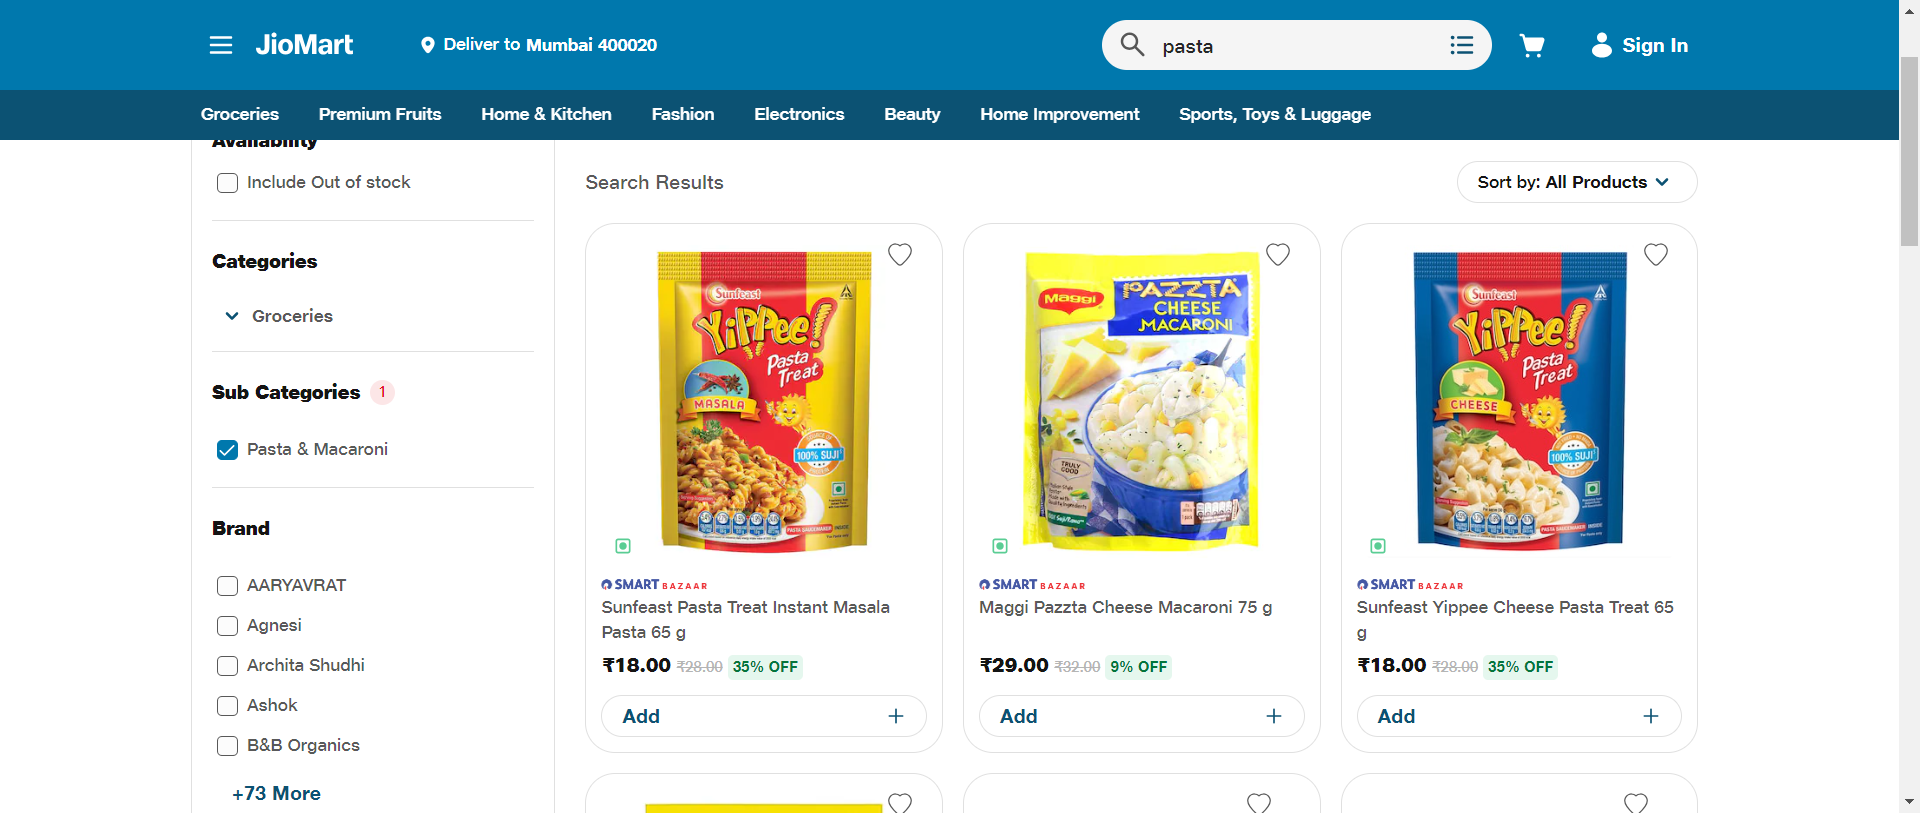 JioMart
Deliver to Mumbai 400020
pasta
Sign In
Groceries
Premium Fruits
Home & Kitchen
Fashion
Electronics
Beauty
Home Improvement
Sports, Toys & Luggage
Availability
Include Out of stock
Categories
Groceries
Sub Categories 1
Pasta & Macaroni
Brand
AARYAVRAT
Agnesi
Archita Shudhi
Ashok
B&B Organics
+73 More
Search Results
Sort by: All Products
Sunfeast
Yippee!
Pasta
Treat
MASALA
100% SUJI
SMART BAZAAR
Sunfeast Pasta Treat Instant Masala
Pasta 65 g
₹18.00 ₹28.00 35% OFF
Add
Maggi
PAZZTA
CHEESE
MACARONI
TRULY
GOOD
SMART BAZAAR
Maggi Pazzta Cheese Macaroni 75 g
₹29.00 ₹32.00 9% OFF
Add
Sunfeast
Yippee!
Pasta
Treat
CHEESE
100% SUJI
SMART BAZAAR
Sunfeast Yippee Cheese Pasta Treat 65
g
₹18.00 ₹28.00 35% OFF
Add